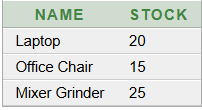 NAME STOCK
Laptop 20
Office Chair 15
Mixer Grinder 25